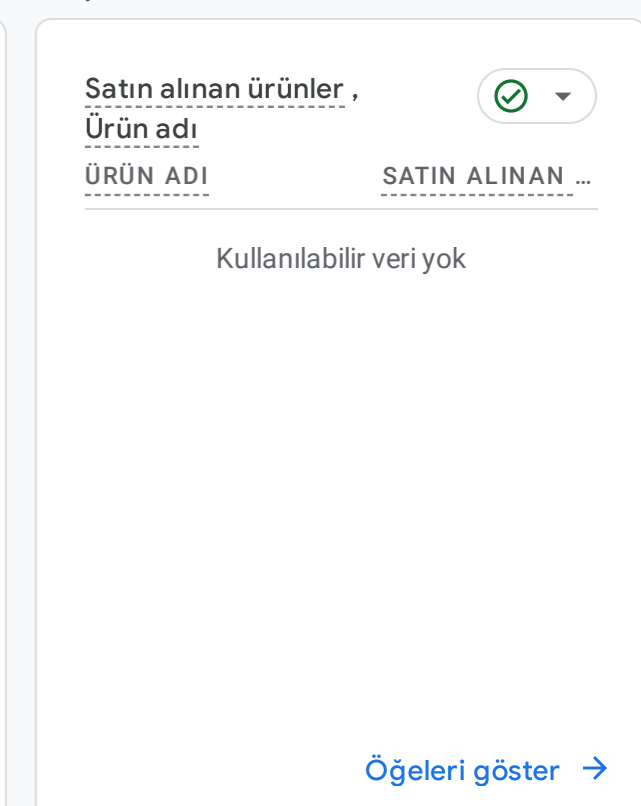 Satın alınan ürünler ,
Ürün adı
ÜRÜN ADI SATIN ALINAN ...
Kullanılabilir veri yok
Öğeleri göster